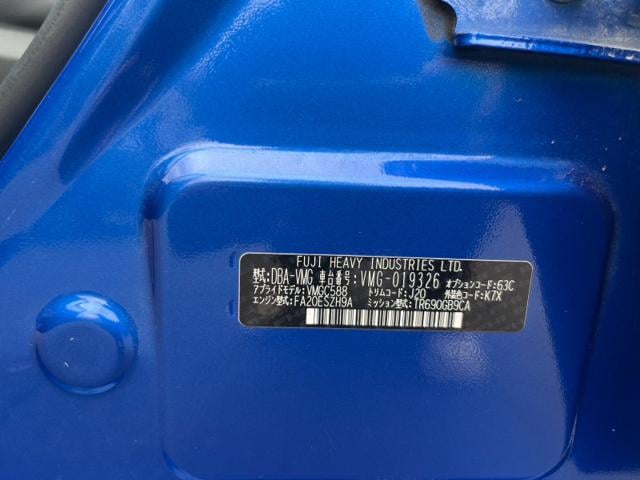 FUJI HEAVY INDUSTRIES LTD.
型式:DBA-VMG 車台番号:VMG-019326 オプションコード:63C
アプライドモデル:VMGC58B トリムコード:J20 外装色コード:K7X
エンジン型式:FA20ESZH9A ミッション型式:TR690GB9CA